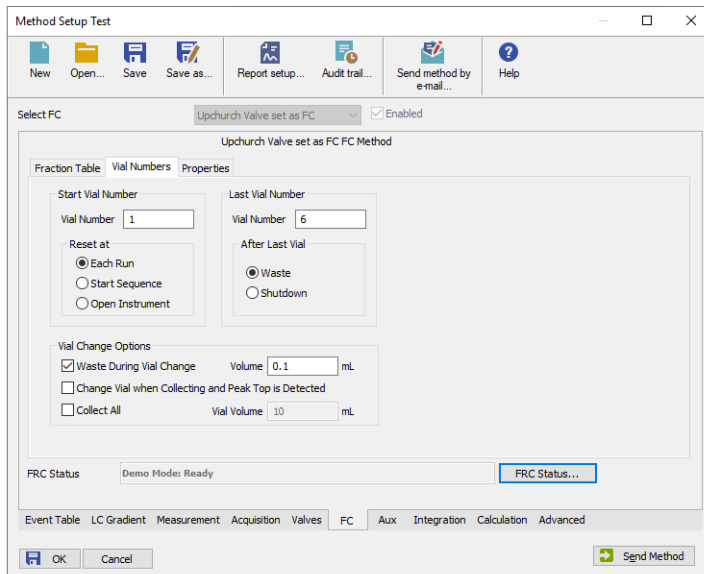 Method Setup Test
New Open... Save Save as... Report setup... Audit trail... Send method by e-mail... Help
Select FC Upchurch Valve set as FC Enabled
Upchurch Valve set as FC FC Method
Fraction Table Vial Numbers Properties
Start Vial Number Last Vial Number
Vial Number 1 Vial Number 6
Reset at After Last Vial
Each Run
Waste
Start Sequence
Shutdown
Open Instrument
Vial Change Options
Waste During Vial Change Volume 0.1 mL
Change Vial when Collecting and Peak Top is Detected
Collect All Vial Volume 10 mL
FRC Status Demo Mode: Ready FRC Status...
Event Table LC Gradient Measurement Acquisition Valves FC Aux Integration Calculation Advanced
OK Cancel Send Method